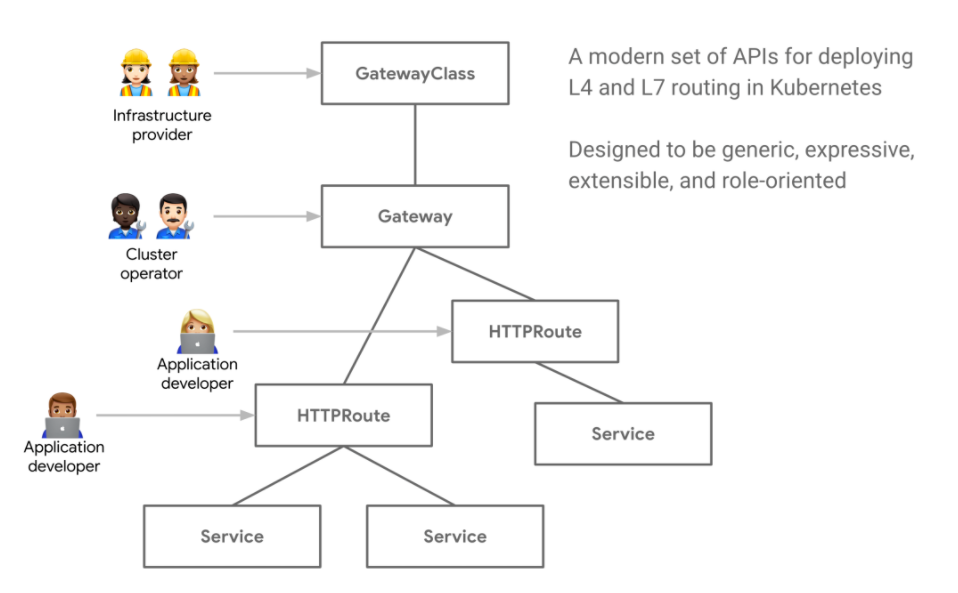 GatewayClass
A modern set of APIs for deploying
L4 and L7 routing in Kubernetes
Infrastructure
provider
Designed to be generic, expressive,
extensible, and role-oriented
Gateway
Cluster
operator
HTTPRoute
Application
developer
HTTPRoute
Application
developer
Service
Service
Service